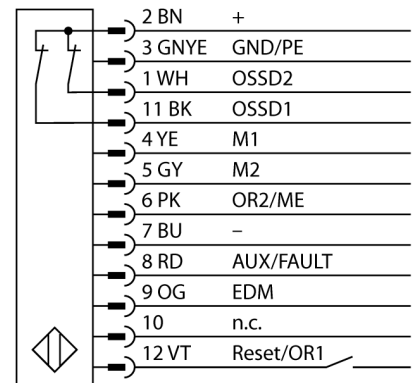 2 BN +
3 GNYE GND/PE
1 WH OSSD2
11 BK OSSD1
4 YE M1
5 GY M2
6 PK OR2/ME
7 BU –
8 RD AUX/FAULT
9 OG EDM
10 n.c.
12 VT Reset/OR1